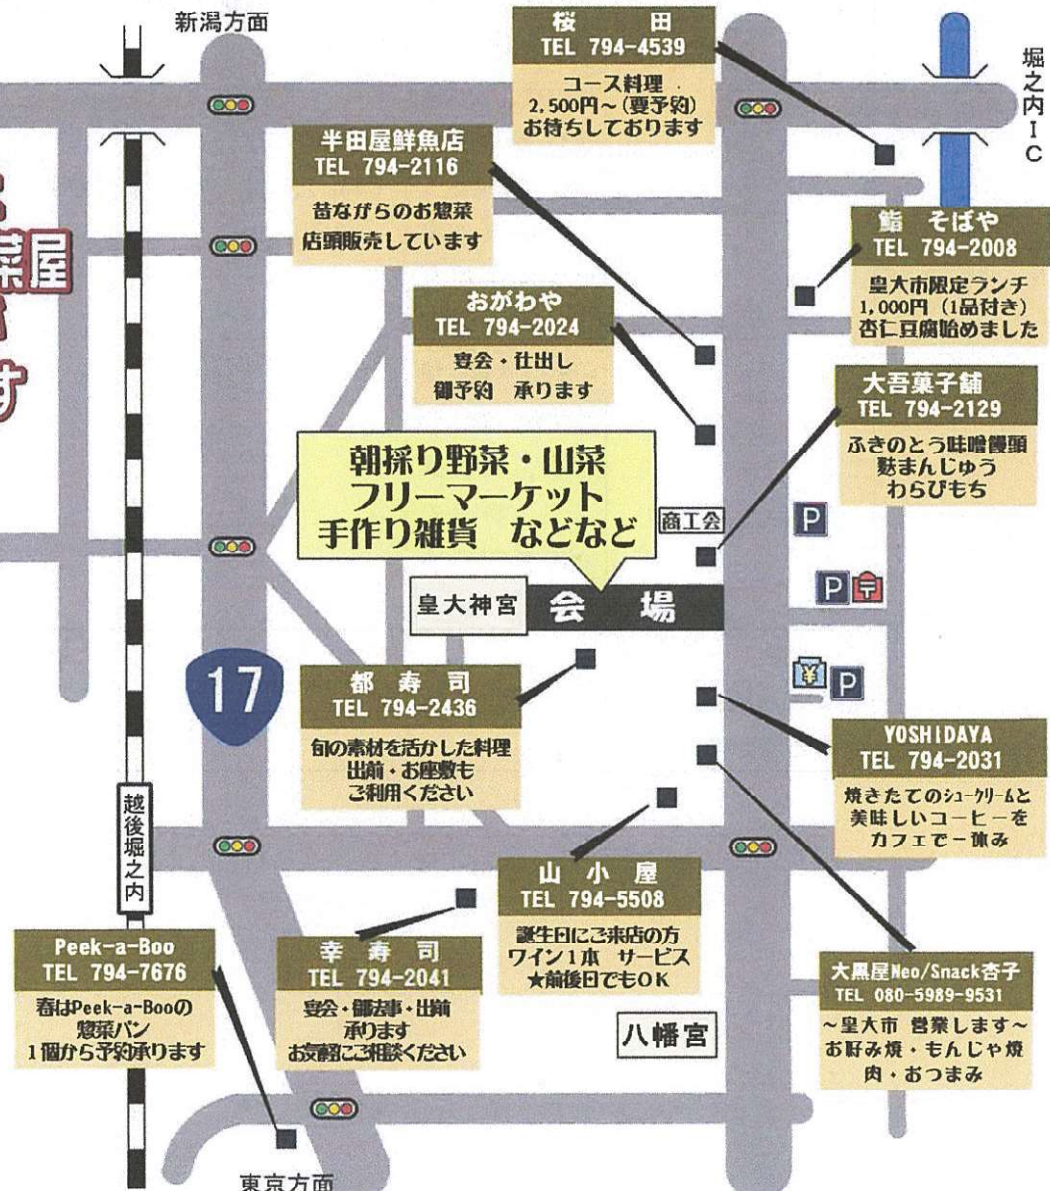 新潟方面
桜 田
TEL 794-4539
コース料理
2,500円～(要予約)
お待ちしております
堀之内IC
半田屋鮮魚店
TEL 794-2116
昔ながらのお惣菜
店頭販売しています
鮨 そばや
TEL 794-2008
皇大市限定ランチ
1,000円（1品付き）
杏仁豆腐始めました
菜屋
す
おがわや
TEL 794-2024
宴会・仕出し
御予約 承ります
大吾菓子舗
TEL 794-2129
ふきのとう味噌饅頭
麩まんじゅう
わらびもち
朝採り野菜・山菜
フリーマーケット
手作り雑貨 などなど
商工会
P
P
〒
皇大神宮
会 場
17
都 寿 司
TEL 794-2436
旬の素材を活かした料理
出前・お座敷も
ご利用ください
¥
P
YOSHIDAYA
TEL 794-2031
焼きたてのシュークリームと
美味しいコーヒーを
カフェで一休み
越後堀之内
山 小 屋
TEL 794-5508
誕生日にご来店の方
ワイン1本 サービス
★前後日でもOK
Peek-a-Boo
TEL 794-7676
春はPeek-a-Booの
惣菜パン
1個から予約承ります
幸 寿 司
TEL 794-2041
宴会・御法事・出前
承ります
お気軽にご相談ください
八幡宮
大黒屋Neo/Snack杏子
TEL 080-5989-9531
～皇大市 営業します～
お好み焼・もんじゃ焼
肉・おつまみ
東京方面